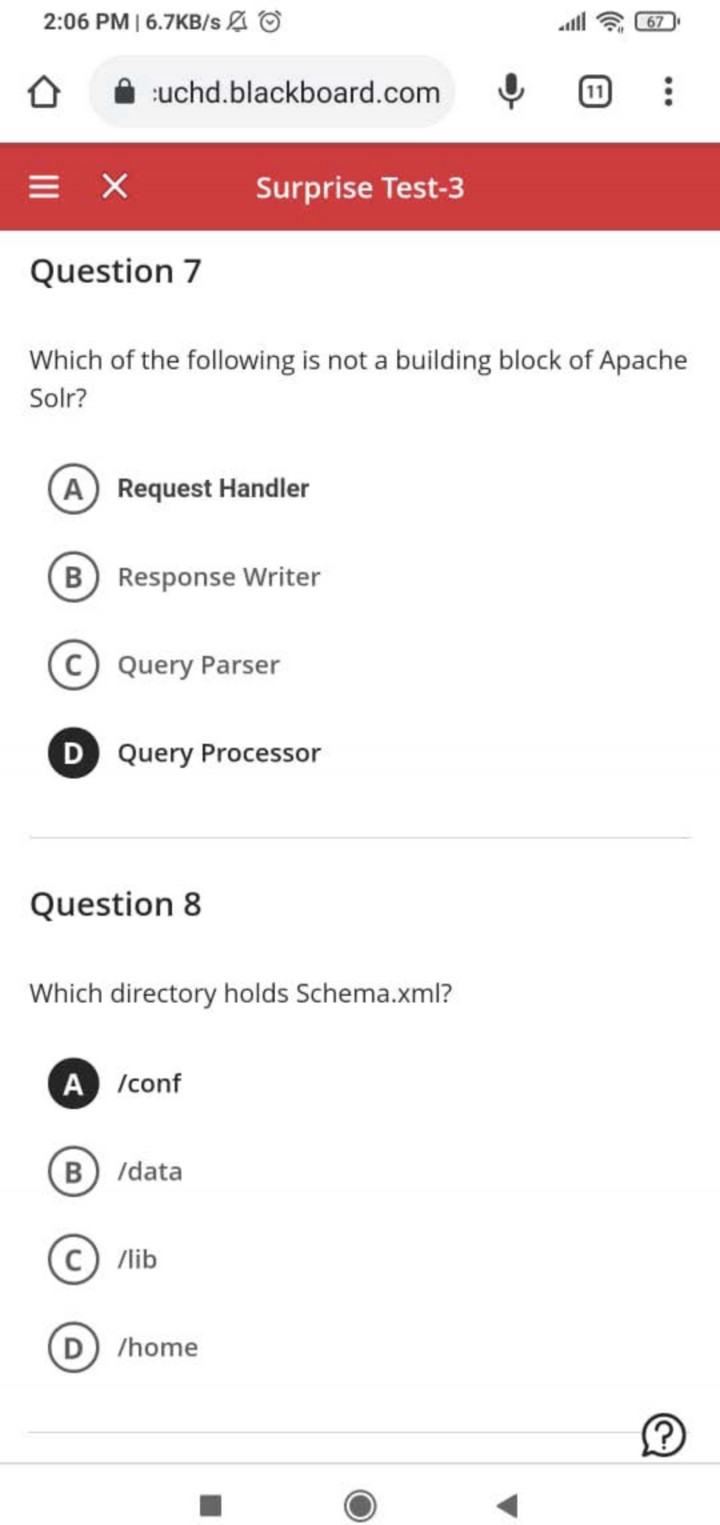 2:06 PM | 6.7KB/s
67
:uchd.blackboard.com
11
Surprise Test-3
Question 7
Which of the following is not a building block of Apache
Solr?
A Request Handler
B Response Writer
C Query Parser
D Query Processor
Question 8
Which directory holds Schema.xml?
A /conf
B /data
C /lib
D /home
?